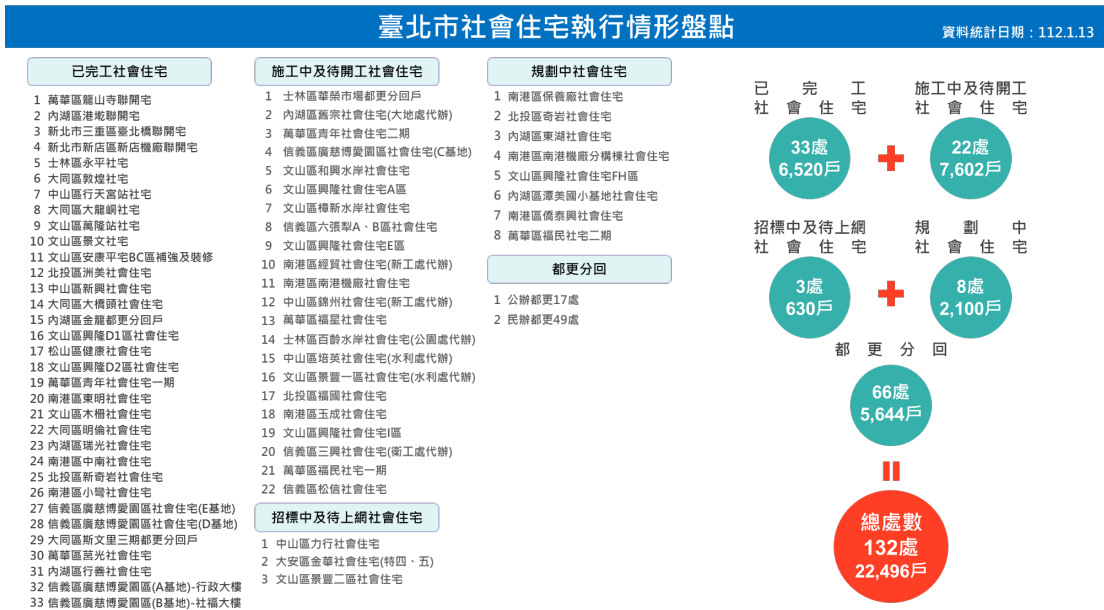 臺北市社會住宅執行情形盤點
資料統計日期：112.1.13
已完工社會住宅
1 萬華區龍山寺聯開宅
2 內湖區港墘聯開宅
3 新北市三重區臺北橋聯開宅
4 新北市新店區新店機廠聯開宅
5 士林區永平社宅
6 大同區敦煌社宅
7 中山區行天宮站社宅
8 大同區大龍峒社宅
9 文山區萬隆站社宅
10 文山區景文社宅
11 文山區安康平宅BC區補強及裝修
12 北投區洲美社會住宅
13 中山區新興社會住宅
14 大同區大橋頭社會住宅
15 內湖區金龍都更分回戶
16 文山區興隆D1區社會住宅
17 松山區健康社會住宅
18 文山區興隆D2區社會住宅
19 萬華區青年社會住宅一期
20 南港區東明社會住宅
21 文山區木柵社會住宅
22 大同區明倫社會住宅
23 內湖區瑞光社會住宅
24 南港區中南社會住宅
25 北投區新奇岩社會住宅
26 南港區小彎社會住宅
27 信義區廣慈博愛園區社會住宅(E基地)
28 信義區廣慈博愛園區社會住宅(D基地)
29 大同區斯文里三期都更分回戶
30 萬華區莒光社會住宅
31 內湖區行善社會住宅
32 信義區廣慈博愛園區(A基地)-行政大樓
33 信義區廣慈博愛園區(B基地)-社福大樓
施工中及待開工社會住宅
1 士林區華榮市場都更分回戶
2 內湖區舊宗社會住宅(大地處代辦)
3 萬華區青年社會住宅二期
4 信義區廣慈博愛園區社會住宅(C基地)
5 文山區和興水岸社會住宅
6 文山區興隆社會住宅A區
7 文山區樟新水岸社會住宅
8 信義區六張犁A、B區社會住宅
9 文山區興隆社會住宅E區
10 南港區經貿社會住宅(新工處代辦)
11 南港區南港機廠社會住宅
12 中山區錦州社會住宅(新工處代辦)
13 萬華區福星社會住宅
14 士林區百齡水岸社會住宅(公園處代辦)
15 中山區培英社會住宅(水利處代辦)
16 文山區景豐一區社會住宅(水利處代辦)
17 北投區福國社會住宅
18 南港區玉成社會住宅
19 文山區興隆社會住宅I區
20 信義區三興社會住宅(衛工處代辦)
21 萬華區福民社宅一期
22 信義區松信社會住宅
招標中及待上網社會住宅
1 中山區力行社會住宅
2 大安區金華社會住宅(特四、五)
3 文山區景豐二區社會住宅
規劃中社會住宅
1 南港區保養廠社會住宅
2 北投區奇岩社會住宅
3 內湖區東湖社會住宅
4 南港區南港機廠分構棟社會住宅
5 文山區興隆社會住宅FH區
6 內湖區潭美國小基地社會住宅
7 南港區僑泰興社會住宅
8 萬華區福民社宅二期
都更分回
1 公辦都更17處
2 民辦都更49處
已完工
社會住宅
33處
6,520戶
施工中及待開工
社會住宅
22處
7,602戶
招標中及待上網
社會住宅
3處
630戶
規劃中
社會住宅
8處
2,100戶
都更分回
66處
5,644戶
總處數
132處
22,496戶